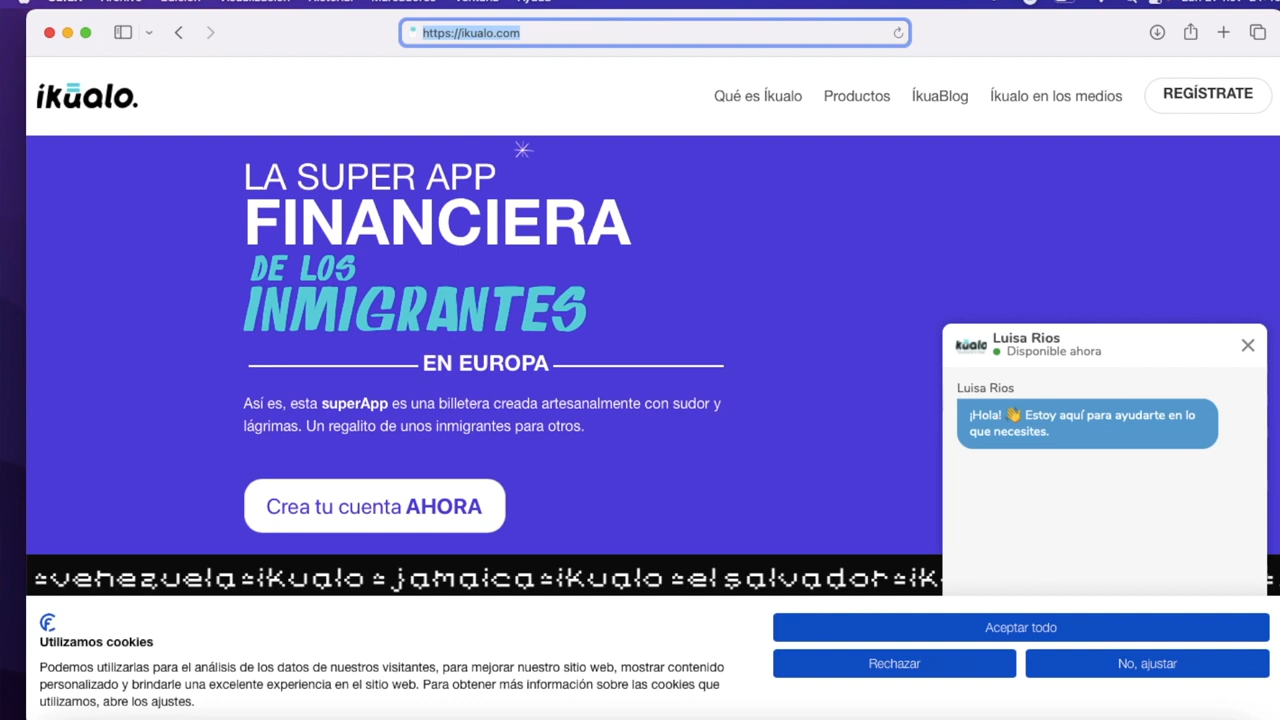 https://ikualo.com
íkualo.
Qué es Íkualo
Productos
ÍkuaBlog
Íkualo en los medios
REGÍSTRATE
LA SUPER APP
FINANCIERA
DE LOS
INMIGRANTES
EN EUROPA
Así es, esta superApp es una billetera creada artesanalmente con sudor y
lágrimas. Un regalito de unos inmigrantes para otros.
Crea tu cuenta AHORA
venezuela ikualo jamaica ikualo el salvador
íkualo
Luisa Rios
Disponible ahora
Luisa Rios
¡Hola! 👋 Estoy aquí para ayudarte en lo
que necesites.
Utilizamos cookies
Podemos utilizarlas para el análisis de los datos de nuestros visitantes, para mejorar nuestro sitio web, mostrar contenido
personalizado y brindarle una excelente experiencia en el sitio web. Para obtener más información sobre las cookies que
utilizamos, abre los ajustes.
Aceptar todo
Rechazar
No, ajustar